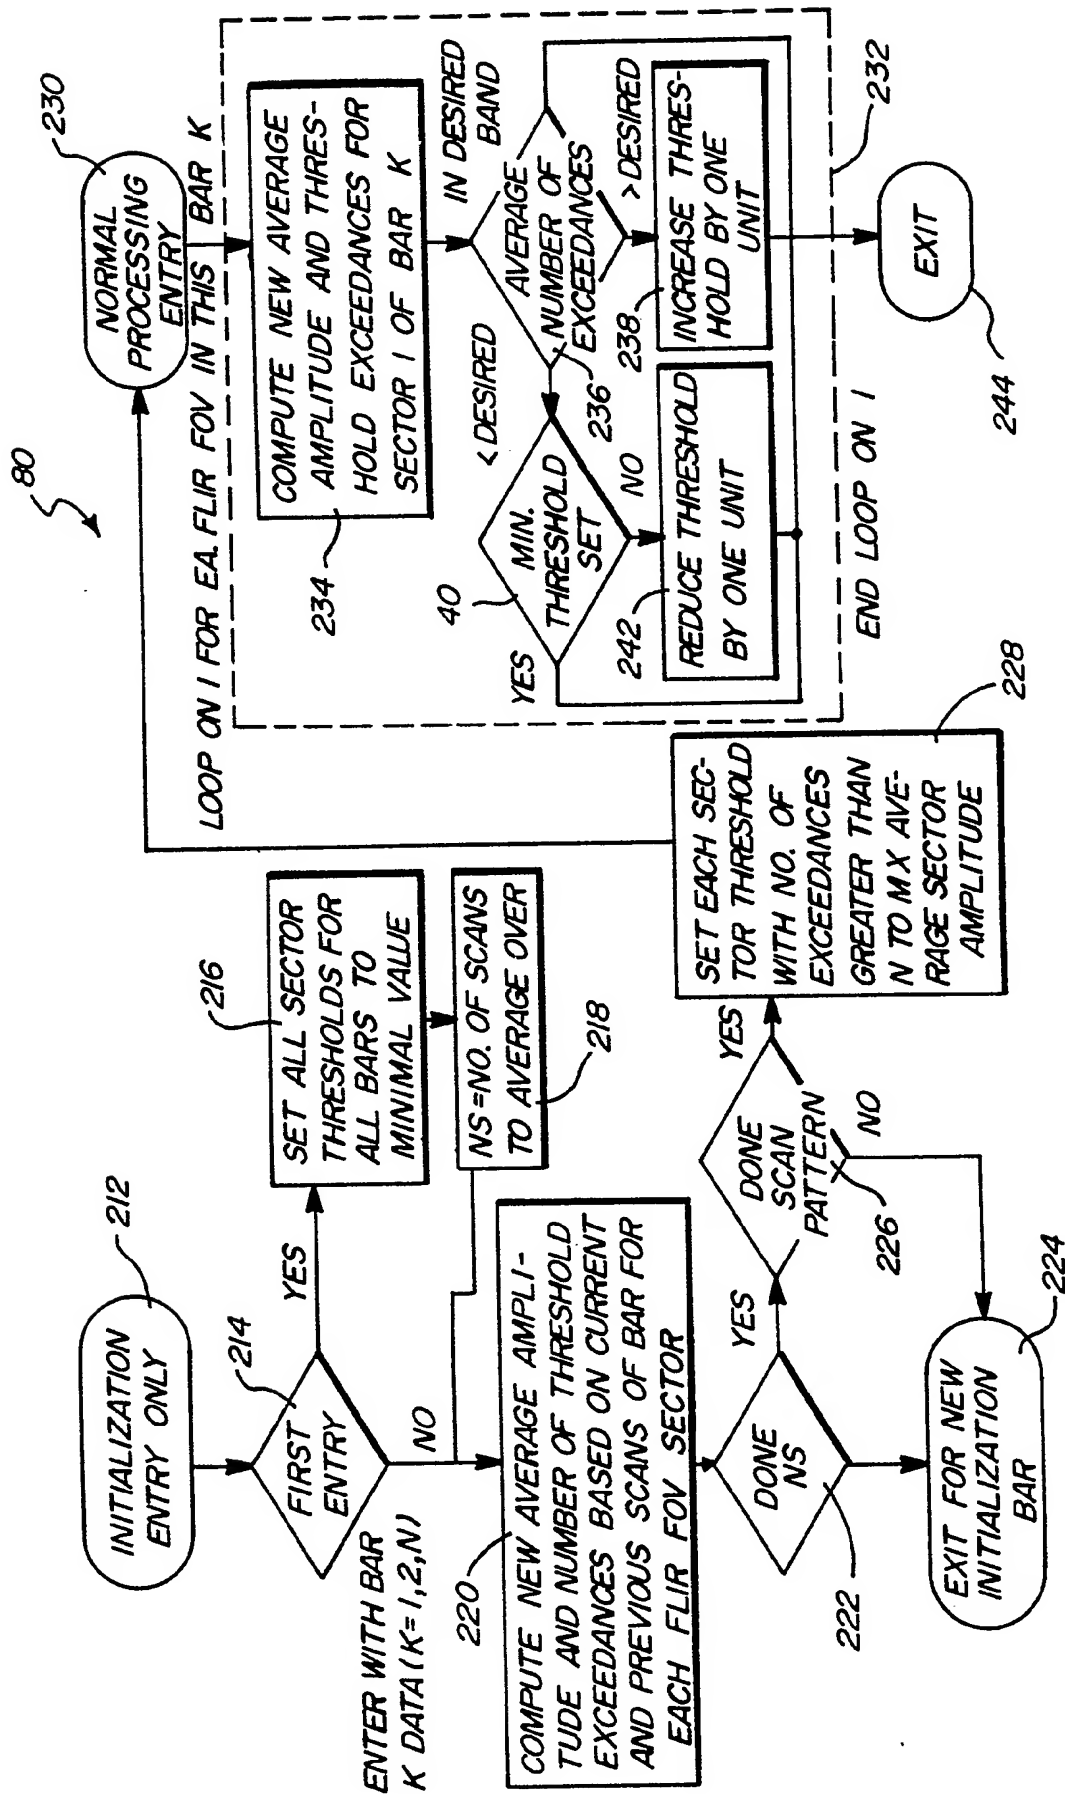 80
INITIALIZATION
ENTRY ONLY
212
FIRST
ENTRY
214
YES
NO
ENTER WITH BAR
K DATA (K=1,2,N)
SET ALL SECTOR
THRESHOLDS FOR
ALL BARS TO
MINIMAL VALUE
216
NS=NO. OF SCANS
TO AVERAGE OVER
218
220
COMPUTE NEW AVERAGE AMPLI-
TUDE AND NUMBER OF THRESHOLD
EXCEEDANCES BASED ON CURRENT
AND PREVIOUS SCANS OF BAR FOR
EACH FLIR FOV SECTOR
DONE
NS
222
YES
DONE
SCAN
PATTERN
226
YES
NO
EXIT FOR NEW
INITIALIZATION
BAR
224
SET EACH SEC-
TOR THRESHOLD
WITH NO. OF
EXCEEDANCES
GREATER THAN
N TO MX AVE-
RAGE SECTOR
AMPLITUDE
228
NORMAL
PROCESSING
ENTRY
230
LOOP ON I FOR EA. FLIR FOV IN THIS BAR K
COMPUTE NEW AVERAGE
AMPLITUDE AND THRES-
HOLD EXCEEDANCES FOR
SECTOR I OF BAR K
234
IN DESIRED
BAND
AVERAGE
NUMBER OF
EXCEEDANCES
236
<DESIRED
>DESIRED
MIN.
THRESHOLD
SET
40
YES
NO
238
INCREASE THRES-
HOLD BY ONE
UNIT
242
REDUCE THRESHOLD
BY ONE UNIT
232
END LOOP ON I
EXIT
244